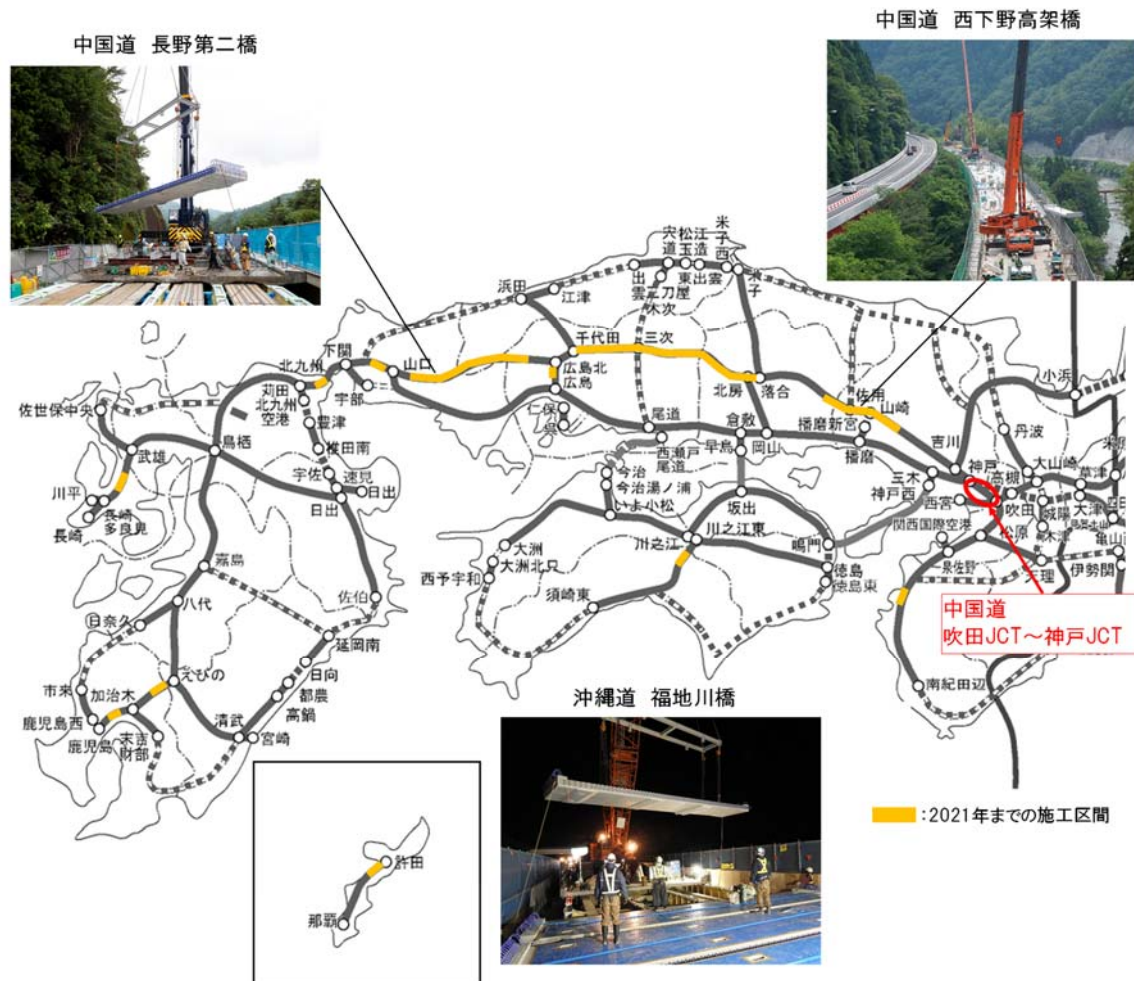 中国道 長野第二橋
中国道 西下野高架橋
米子西
松江玉造
宍道
東出雲
出雲
三刀屋木次
米子
浜田
江津
千代田
三次
下関
山口
北九州
広島北
広島
北房
落合
佐用
山崎
小浜
苅田
北九州空港
宇部
仁保
呉
尾道
倉敷
播磨新宮
吉川
丹波
佐世保中央
豊津
西瀬戸尾道
早島
岡山
播磨
三木
神戸
高槻
大山崎
草津
武雄
鳥栖
椎田南
今治
今治湯ノ浦
神戸西
西宮
吹田
城陽
大津
宇佐
速見
日出
日出
いよ小松
坂出
関西国際空港
松原
木津
亀山
川平
長崎
長崎多良見
川之江東
川之江
鳴門
泉佐野
天理
伊勢関
大洲
大洲北只
西予宇和
徳島
徳島東
嘉島
佐伯
須崎東
八代
日奈久
延岡南
中国道
吹田JCT～神戸JCT
えびの
日向
都農
高鍋
市来
加治木
南紀田辺
鹿児島西
鹿児島
末吉財部
清武
宮崎
沖縄道 福地川橋
:2021年までの施工区間
許田
那覇